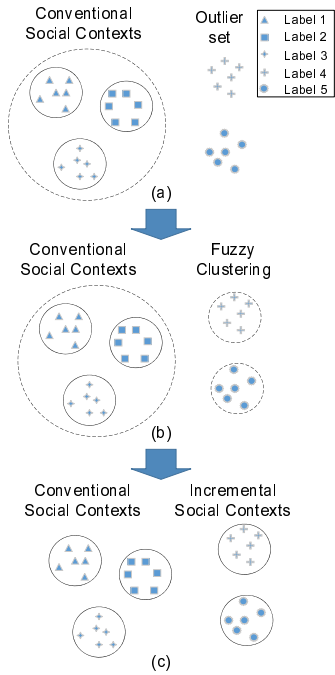 Conventional
Social Contexts
Outlier
set
Label 1
Label 2
Label 3
Label 4
Label 5
(a)
Conventional
Social Contexts
Fuzzy
Clustering
(b)
Conventional
Social Contexts
Incremental
Social Contexts
(c)